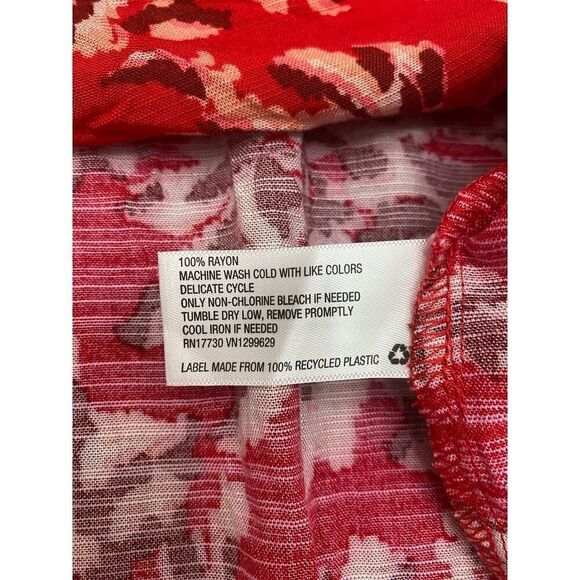 100% RAYON
MACHINE WASH COLD WITH LIKE COLORS
DELICATE CYCLE
ONLY NON-CHLORINE BLEACH IF NEEDED
TUMBLE DRY LOW, REMOVE PROMPTLY
COOL IRON IF NEEDED
RN17730 VN1299629
LABEL MADE FROM 100% RECYCLED PLASTIC